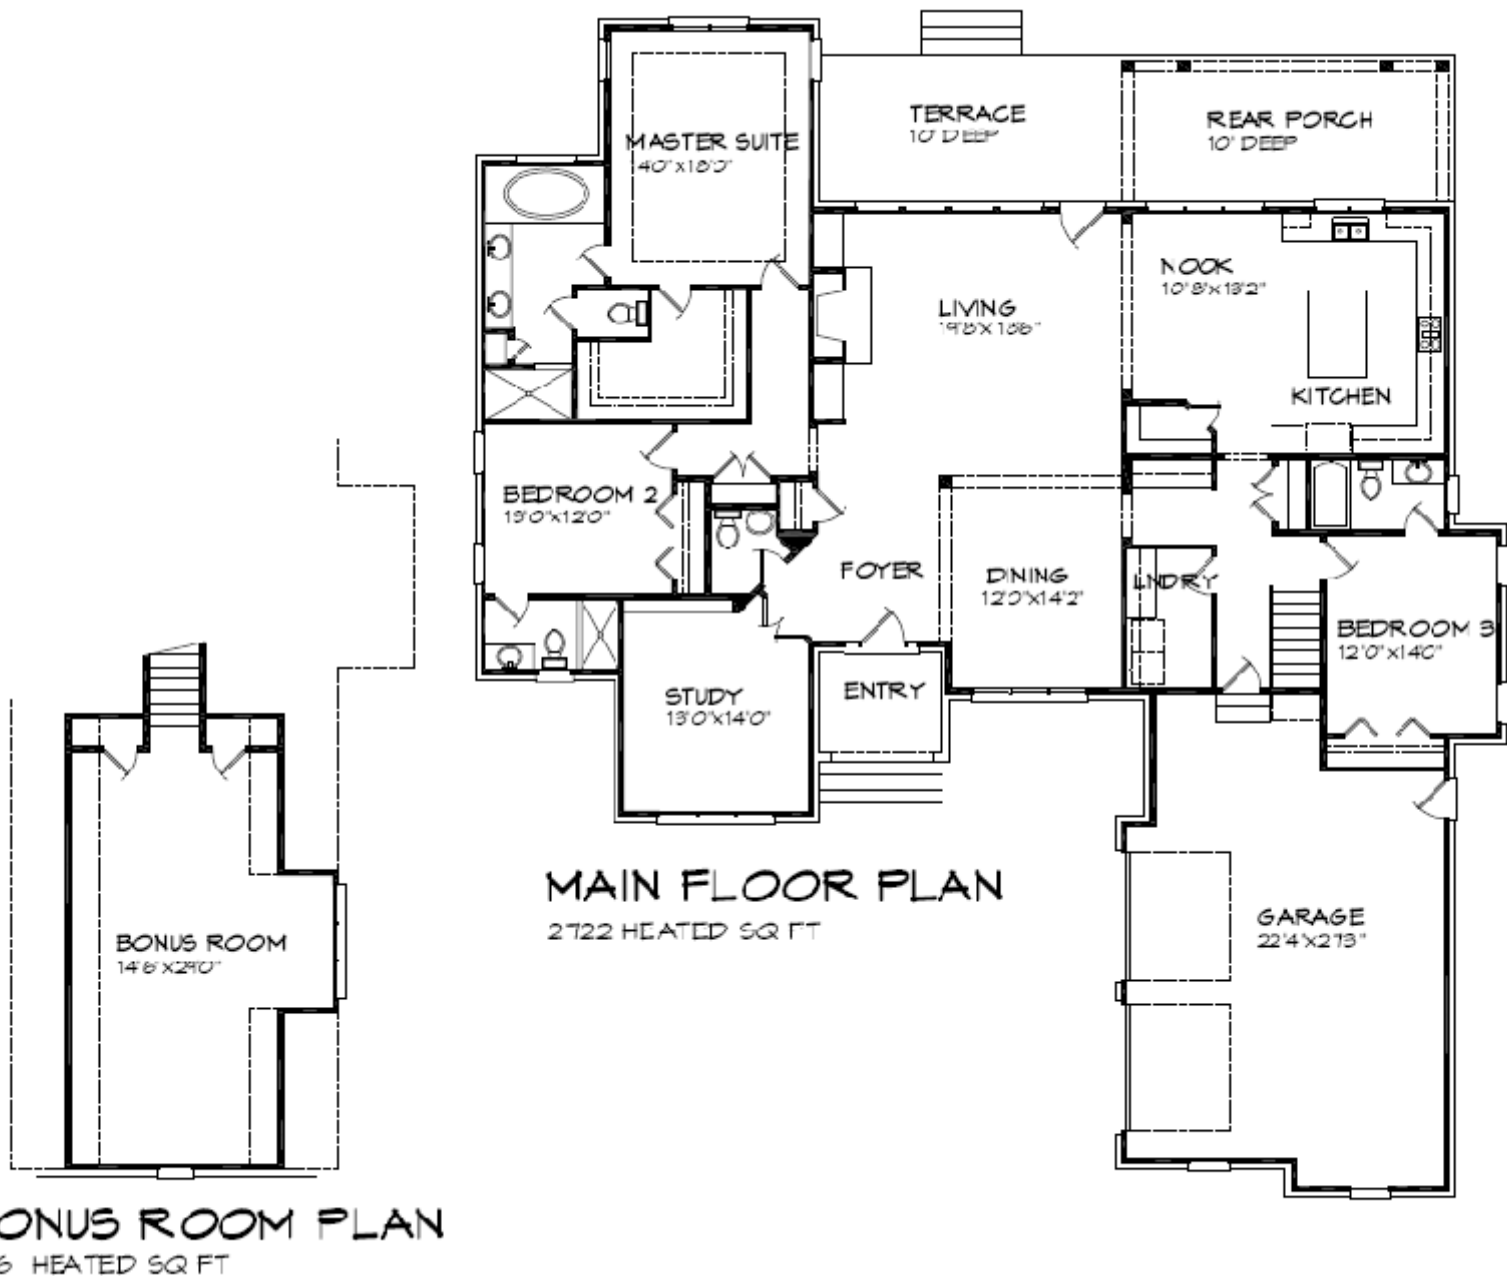 MASTER SUITE
TERRACE
10' DEEP
REAR PORCH
10' DEEP
NOOK
10'8"x13'2"
LIVING
KITCHEN
BEDROOM 2
13'0"x12'0"
FOYER
DINING
12'0"x14'2"
LNDRY
BEDROOM 3
12'0"x14'0"
STUDY
13'0"x14'0"
ENTRY
MAIN FLOOR PLAN
2722 HEATED SQ FT
GARAGE
22'4"x27'3"
BONUS ROOM
ONUS ROOM PLAN
6 HEATED SQ FT